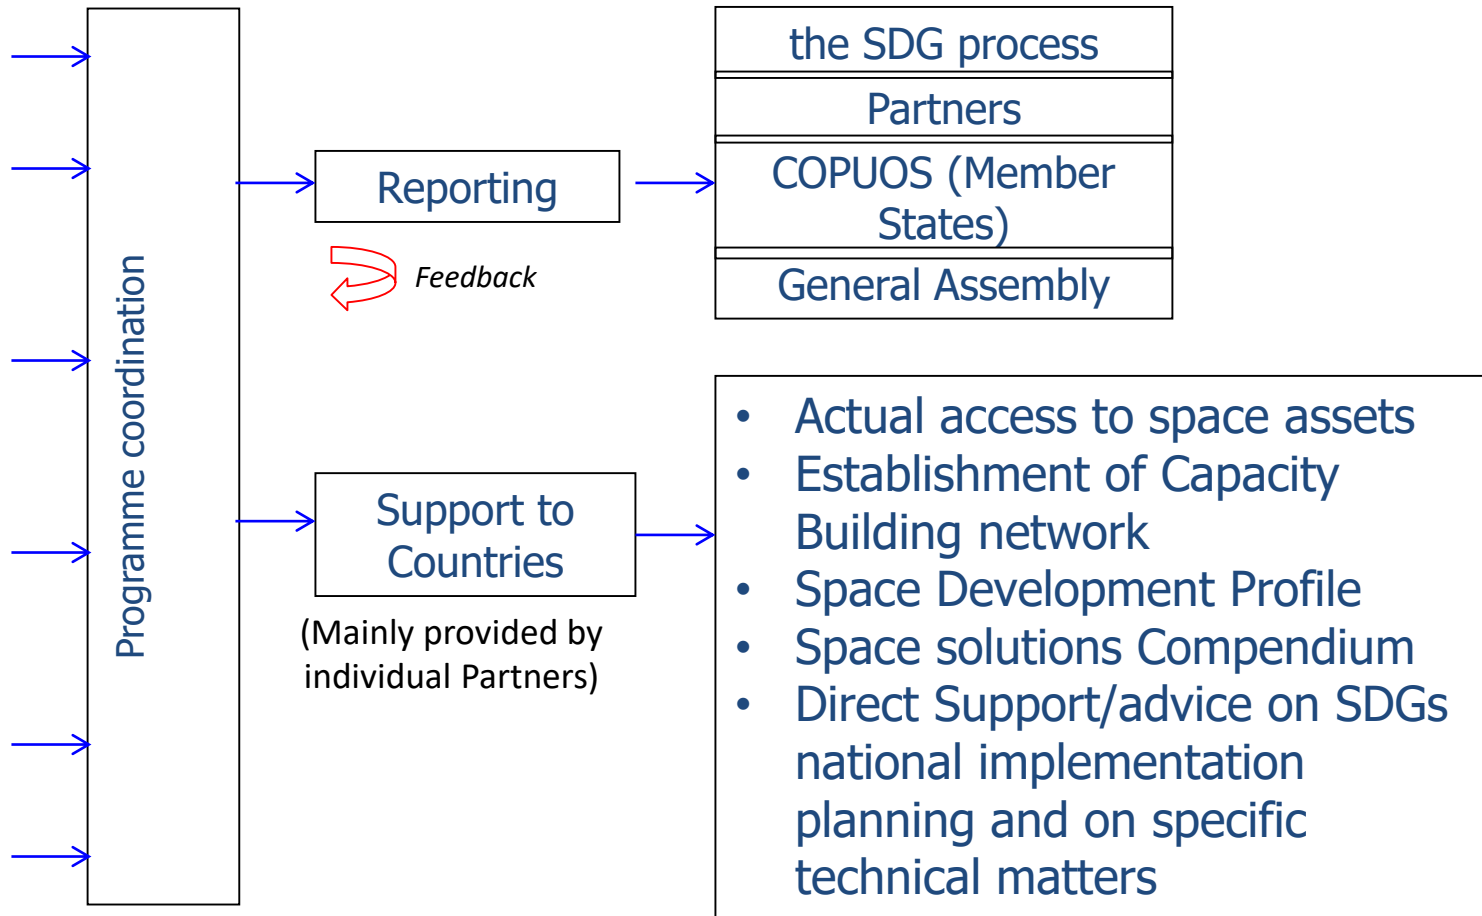 Programme coordination
Reporting
Feedback
the SDG process
Partners
COPUOS (Member
States)
General Assembly
Support to
Countries
(Mainly provided by
individual Partners)
• Actual access to space assets
• Establishment of Capacity
Building network
• Space Development Profile
• Space solutions Compendium
• Direct Support/advice on SDGs
national implementation
planning and on specific
technical matters